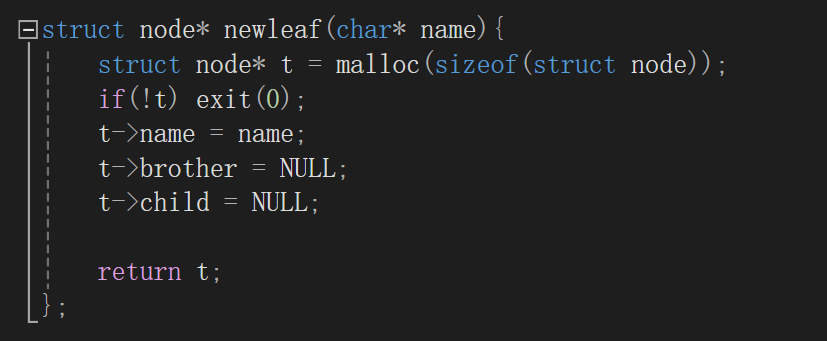 struct node* newleaf(char* name){
struct node* t = malloc(sizeof(struct node));
if(!t) exit(0);
t->name = name;
t->brother = NULL;
t->child = NULL;
return t;
};